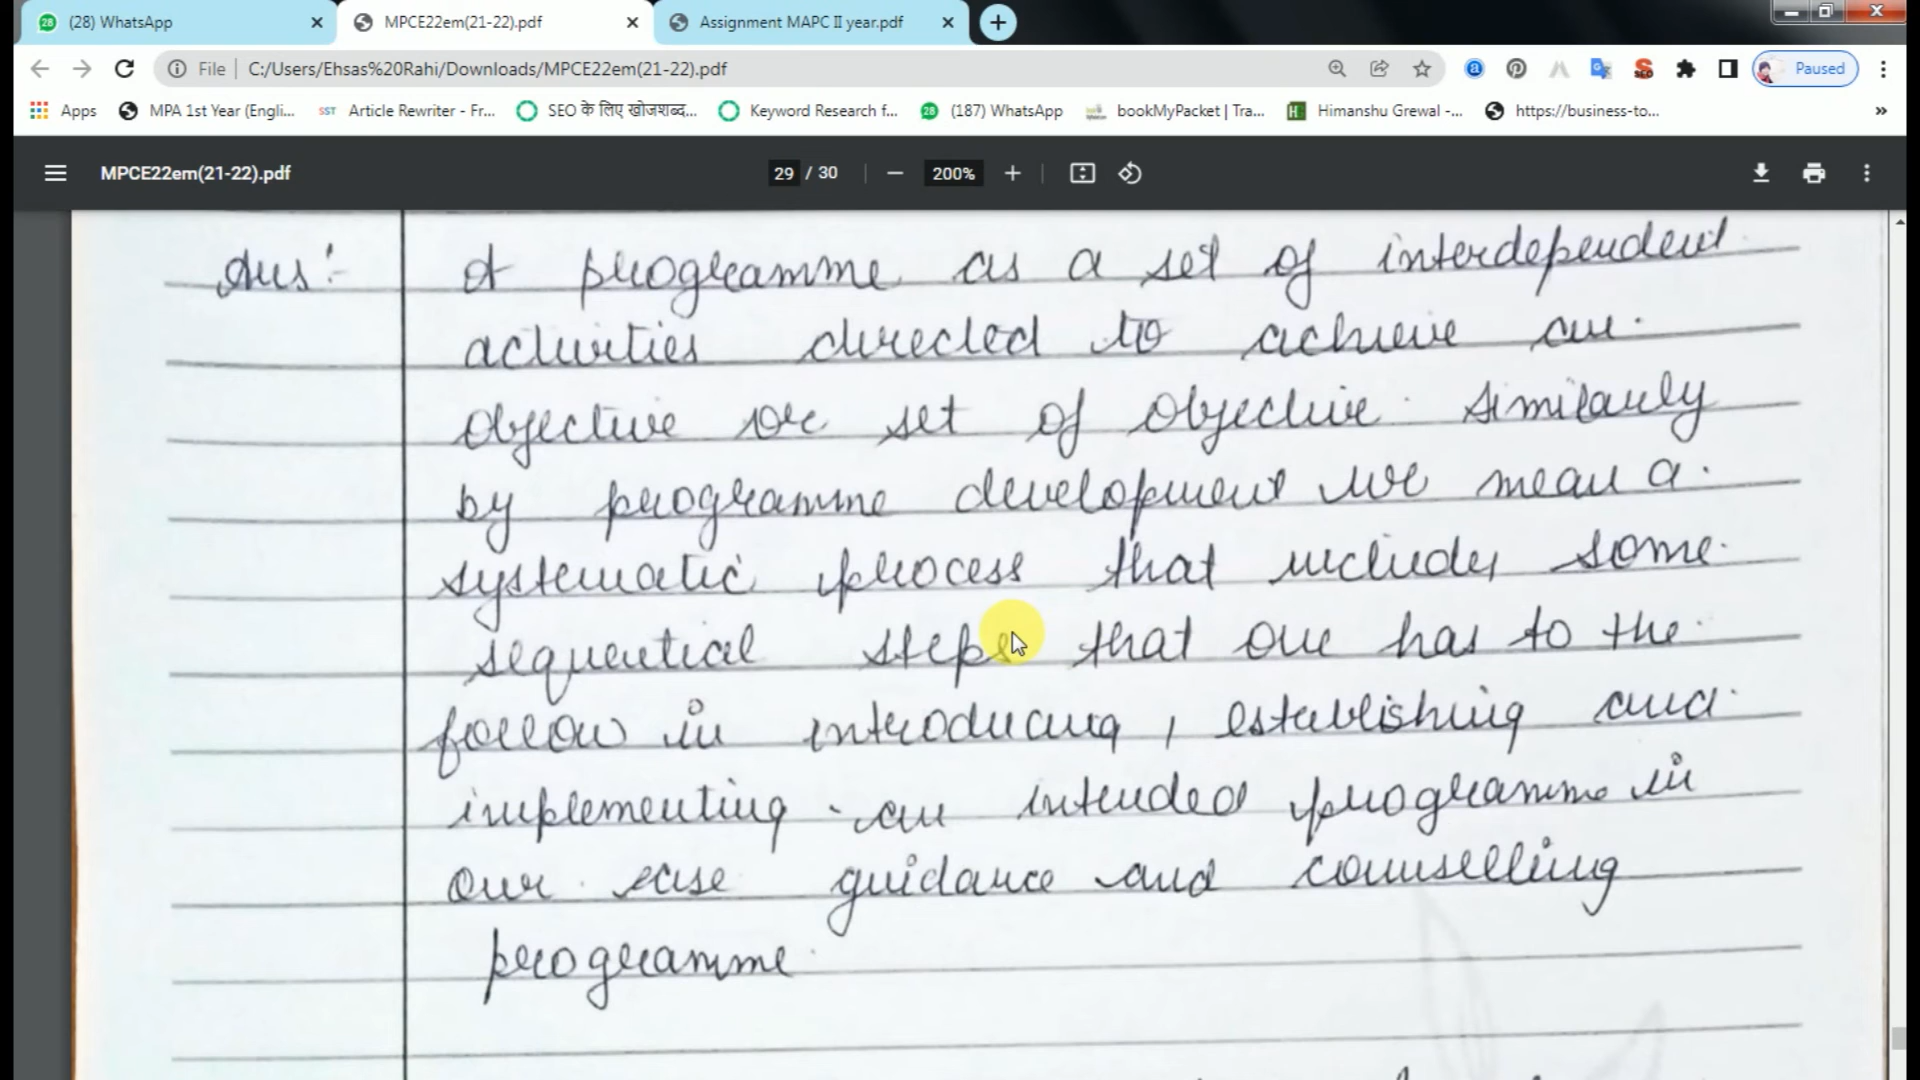 (28) WhatsApp
MPCE22em(21-22).pdf
Assignment MAPC II year.pdf
File
C:/Users/Ehsas%20Rahi/Downloads/MPCE22em(21-22).pdf
Paused
Apps
MPA 1st Year (Engli...
SST Article Rewriter - Fr...
SEO के लिए खोजशब्द...
Keyword Research f...
(187) WhatsApp
bookMyPacket | Tra...
Himanshu Grewal -...
https://business-to...
»
MPCE22em(21-22).pdf
29 / 30
200%
Ans:- A programme as a set of interdependent
activities directed to achieve an
objective or set of objective. Similarly
by programme development we mean a
systematic process that includes some
sequential steps that one has to the
follow in introducing, establishing and
implementing an intended programme in
our case guidance and counselling
programme.